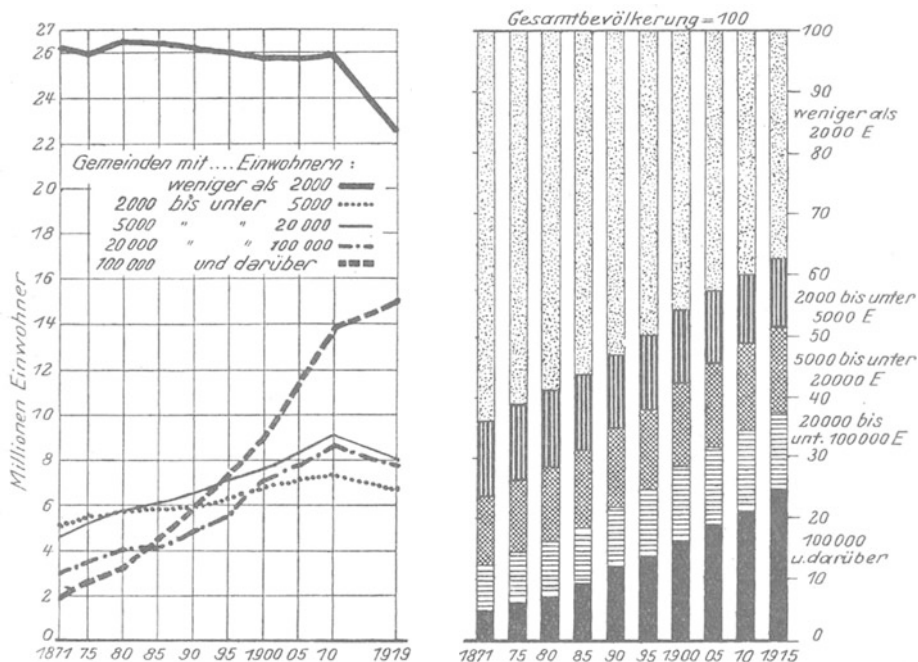 27
26
24
22
20
18
16
14
12
10
8
6
4
2
0
Millionen Einwohner
Gemeinden mit .... Einwohnern :
weniger als 2000
2000 bis unter 5000
5000 " " 20 000
20 000 " " 100 000
100 000 und darüber
1871 75 80 85 90 95 1900 05 10 1919
Gesamtbevölkerung = 100
100
90
weniger als
2000 E
80
70
60
2000 bis unter
5000 E
50
5000 bis unter
20000 E
40
20000 bis
unt. 100000 E
30
20
100 000
u. darüber
10
0
1871 75 80 85 90 95 1900 05 10 1915